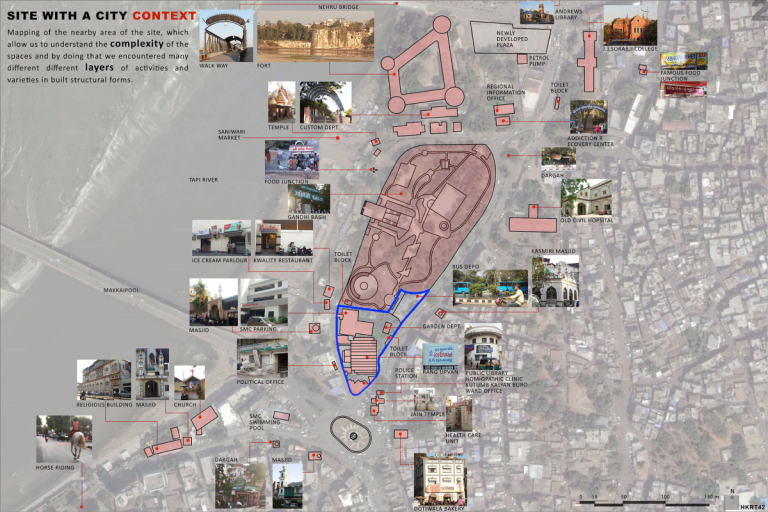 SITE WITH A CITY CONTEXT
Mapping of the nearby area of the site, which
allow us to understand the complexity of the
spaces and by doing that we encountered many
different different layers of activities and
varieties in built structural forms.
NEHRU BRIDGE
WALK WAY
FORT
ANDREWS
LIBRARY
NEWLY
DEVELOPED
PLAZA
PETROL
PUMP
J.J.SORABJI COLLEGE
FAMOUS FOOD
JUNCTION
REGIONAL
INFORMATION
OFFICE
TOILET
BLOCK
TEMPLE
CUSTOM DEPT.
SANIWARI
MARKET
ADDICTION R
ECOVERY CENTER
FOOD JUNCTION
DARGAH
TAPI RIVER
GANDHI BAGH
OLD CIVIL HOPSITAL
ICE CREAM PARLOUR
KWALITY RESTAURANT
TOILET
BLOCK
KASMIRI MASJID
BUS DEPO
MAKKAIPOOL
MASJID
SMC PARKING
GARDEN DEPT
TOILET
BLOCK
POLITICAL OFFICE
POLICE
STATION
RANG UPVAN
PUBLIC LIBRARY
HOMIOPATHIC CLINIC
KUTUMB KALYAN BURO
WARD OFFICE
RELIGIOUS BUILDING
MASJID
CHURCH
SMC
SWIMMING
POOL
JAIN TEMPLE
HEALTH CARE
UNIT
HORSE RIDING
DARGAH
MASJID
DOTIWALA BAKERY
0 10 50 100 150 m
N
HKRT42